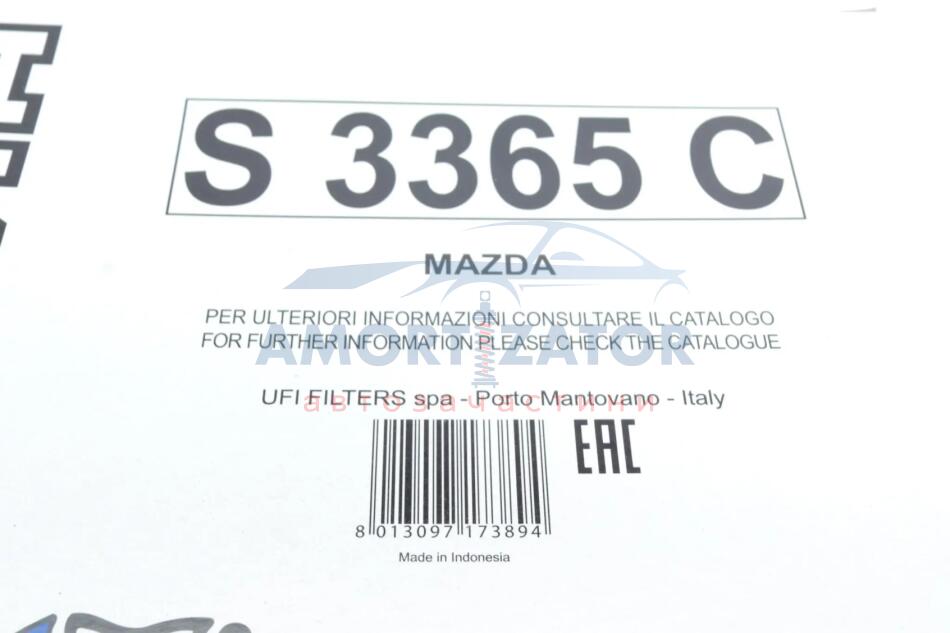 S 3365 C
MAZDA
PER ULTERIORI INFORMAZIONI CONSULTARE IL CATALOGO
FOR FURTHER INFORMATION PLEASE CHECK THE CATALOGUE
AMORTIZATOR
UFI FILTERS spa - Porto Mantovano - Italy
автозапчастини
EAC
8 013097 173894
Made in Indonesia